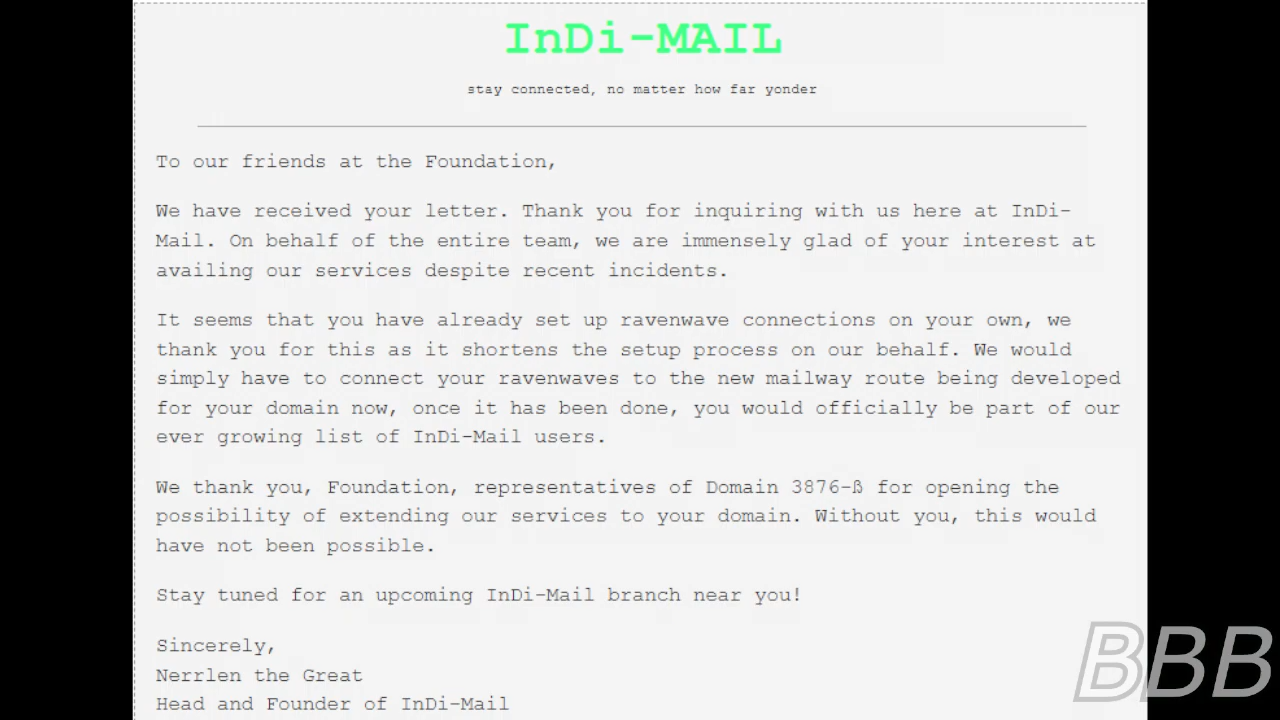 InDi-MAIL
stay connected, no matter how far yonder
To our friends at the Foundation,
We have received your letter. Thank you for inquiring with us here at InDi-
Mail. On behalf of the entire team, we are immensely glad of your interest at
availing our services despite recent incidents.
It seems that you have already set up ravenwave connections on your own, we
thank you for this as it shortens the setup process on our behalf. We would
simply have to connect your ravenwaves to the new mailway route being developed
for your domain now, once it has been done, you would officially be part of our
ever growing list of InDi-Mail users.
We thank you, Foundation, representatives of Domain 3876-ß for opening the
possibility of extending our services to your domain. Without you, this would
have not been possible.
Stay tuned for an upcoming InDi-Mail branch near you!
Sincerely,
Nerrlen the Great
Head and Founder of InDi-Mail
BBB